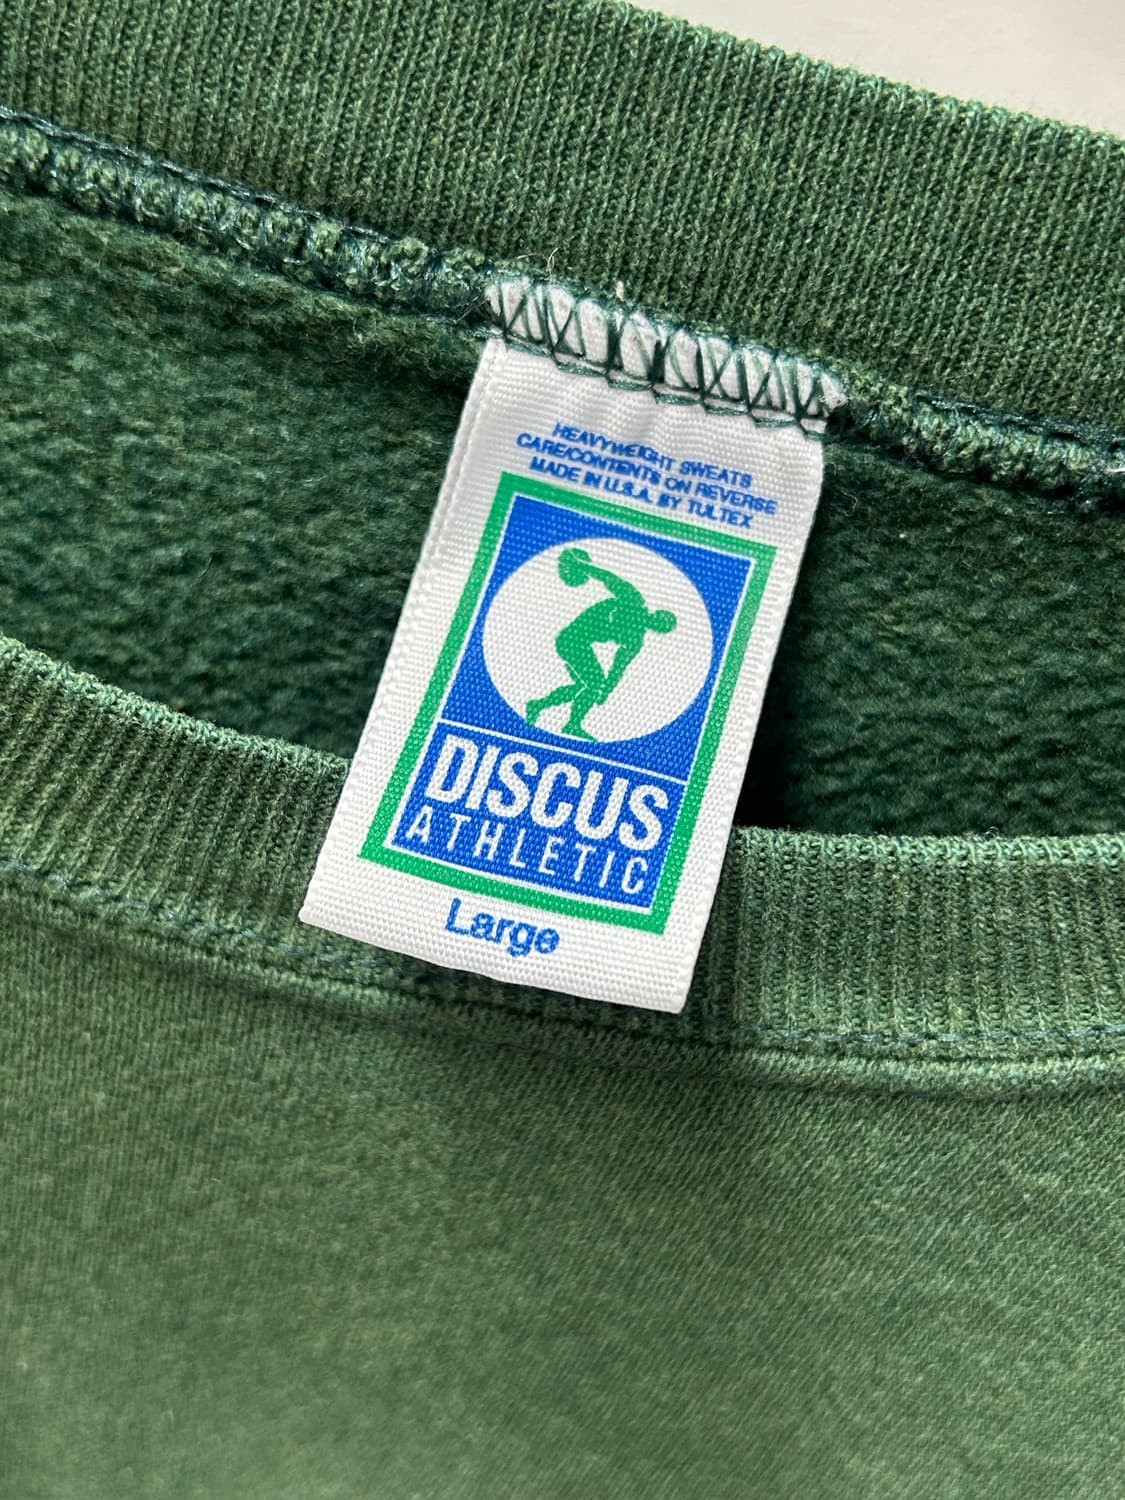 HEAVYWEIGHT SWEATS
CARE/CONTENTS ON REVERSE
MADE IN U.S.A. BY TULTEX
DISCUS
ATHLETIC
Large